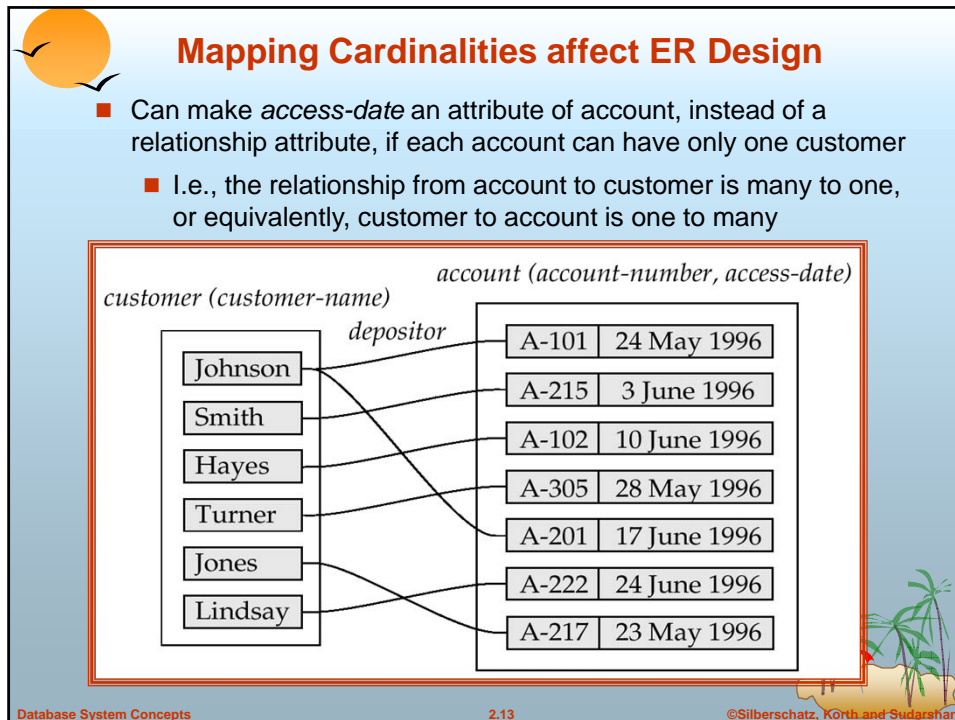 Mapping Cardinalities affect ER Design
Can make access-date an attribute of account, instead of a
relationship attribute, if each account can have only one customer
I.e., the relationship from account to customer is many to one,
or equivalently, customer to account is one to many
account (account-number, access-date)
customer (customer-name)
depositor
Johnson
Smith
Hayes
Turner
Jones
Lindsay
A-101 24 May 1996
A-215 3 June 1996
A-102 10 June 1996
A-305 28 May 1996
A-201 17 June 1996
A-222 24 June 1996
A-217 23 May 1996
Database System Concepts 2.13 ©Silberschatz, Korth and Sudarshan